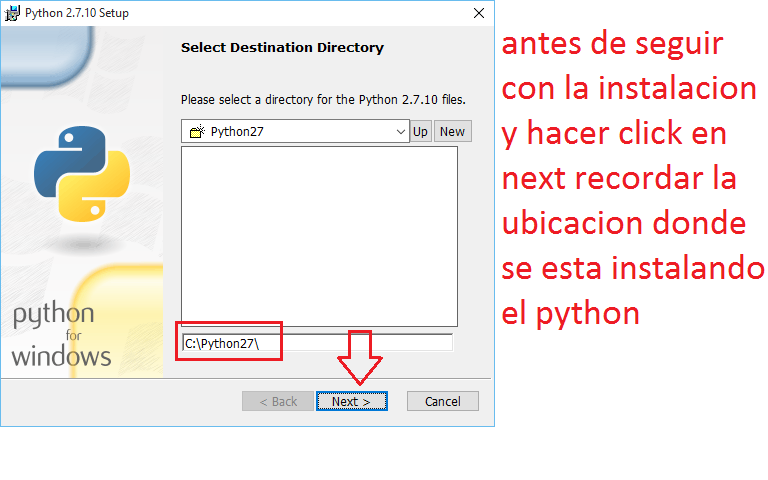 Python 2.7.10 Setup
Select Destination Directory
Please select a directory for the Python 2.7.10 files.
Python27
Up
New
python
for
windows
C:\Python27\
< Back
Next >
Cancel
antes de seguir
con la instalacion
y hacer click en
next recordar la
ubicacion donde
se esta instalando
el python